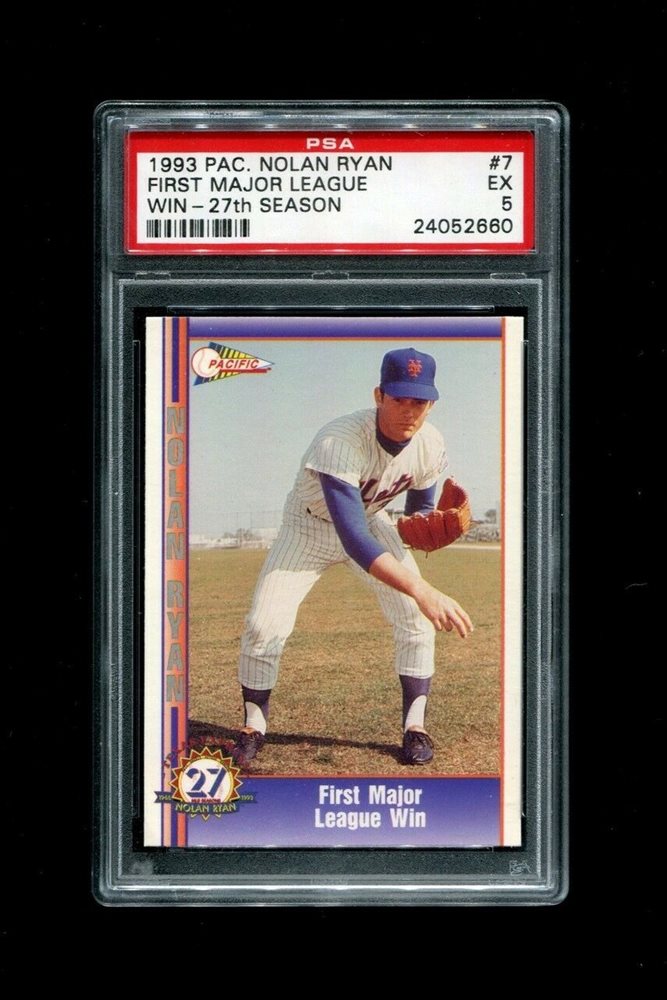 PSA
1993 PAC. NOLAN RYAN #7
FIRST MAJOR LEAGUE EX
WIN – 27th SEASON 5
24052660
PACIFIC
NY
Mets
NOLAN RYAN
27
NOLAN RYAN
First Major
League Win